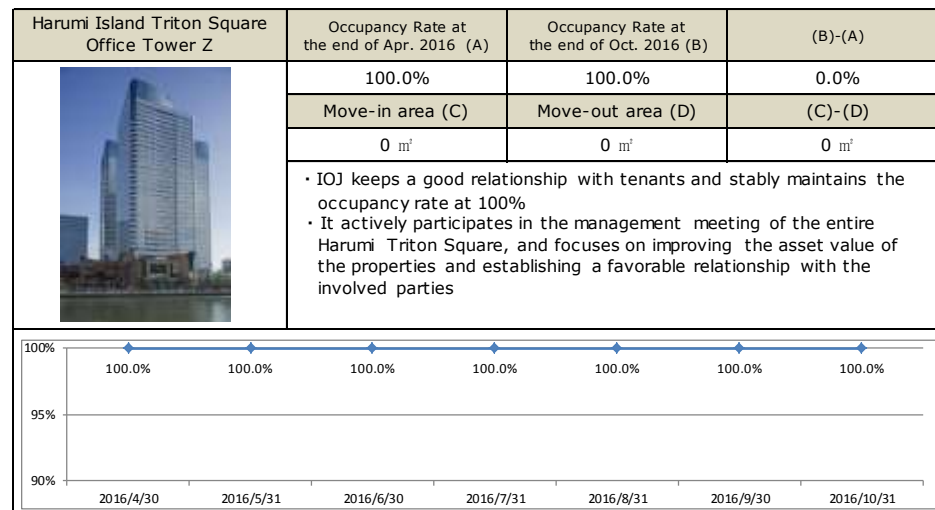 Harumi Island Triton Square
Office Tower Z
Occupancy Rate at
the end of Apr. 2016 (A)
Occupancy Rate at
the end of Oct. 2016 (B)
(B)-(A)
100.0%
100.0%
0.0%
Move-in area (C)
Move-out area (D)
(C)-(D)
0 ㎡
0 ㎡
0 ㎡
・IOJ keeps a good relationship with tenants and stably maintains the
occupancy rate at 100%
・It actively participates in the management meeting of the entire
Harumi Triton Square, and focuses on improving the asset value of
the properties and establishing a favorable relationship with the
involved parties
100%
95%
90%
100.0%
100.0%
100.0%
100.0%
100.0%
100.0%
100.0%
2016/4/30
2016/5/31
2016/6/30
2016/7/31
2016/8/31
2016/9/30
2016/10/31